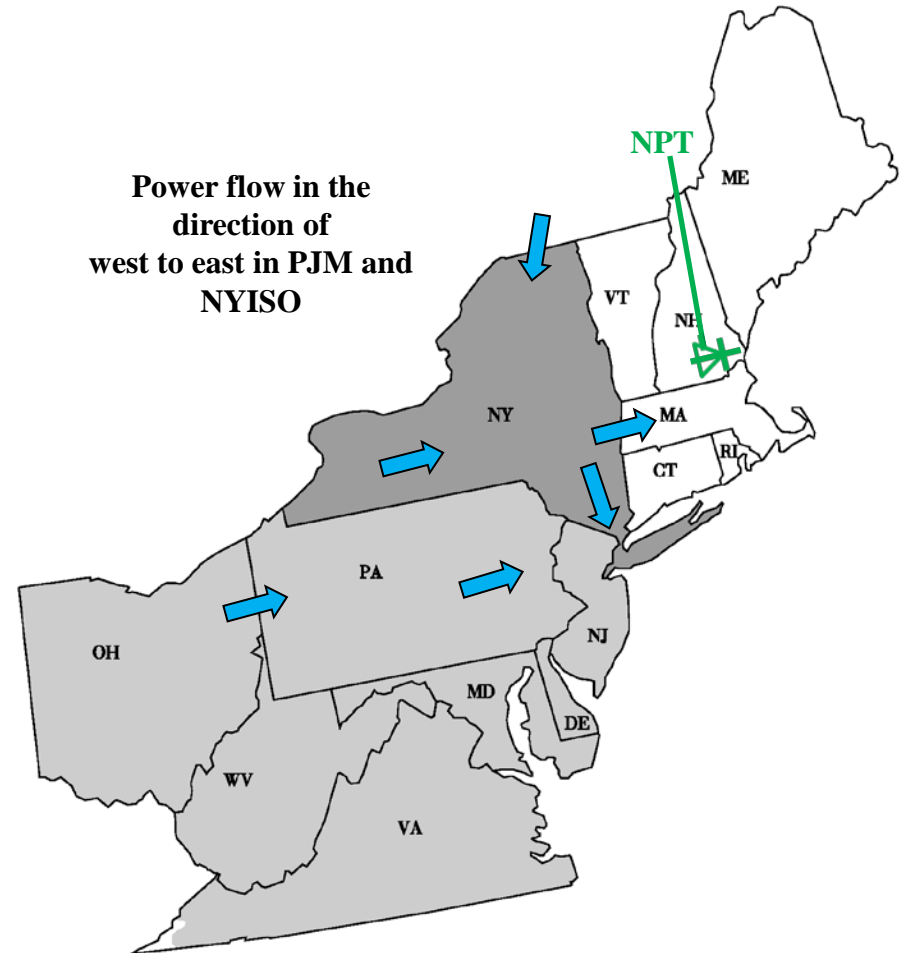 NPT
ME
Power flow in the
direction of
west to east in PJM and
NYISO
VT
NH
NY
MA
RI
CT
PA
NJ
OH
MD
DE
WV
VA